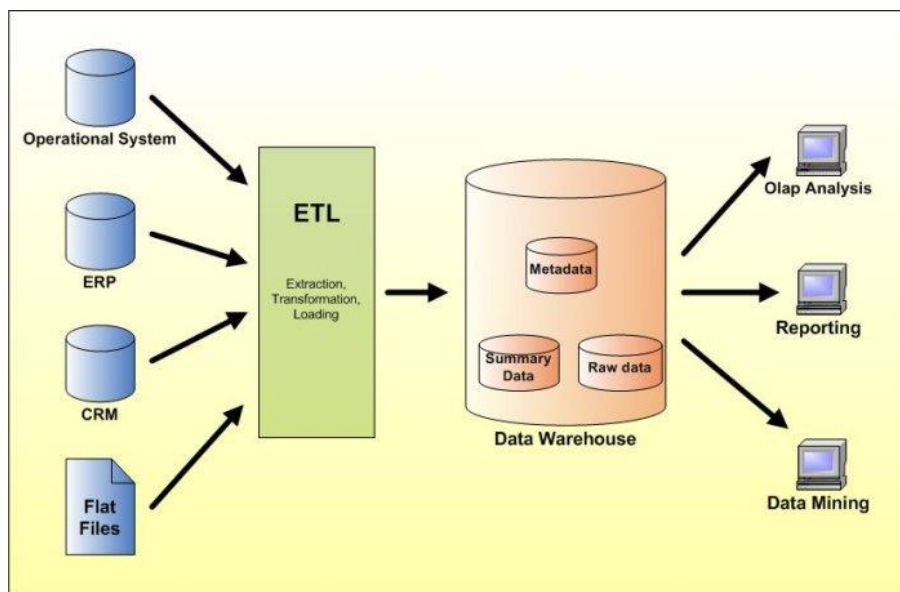 Operational System
ERP
CRM
Flat
Files
ETL
Extraction,
Transformation,
Loading
Metadata
Summary
Data
Raw data
Data Warehouse
Olap Analysis
Reporting
Data Mining